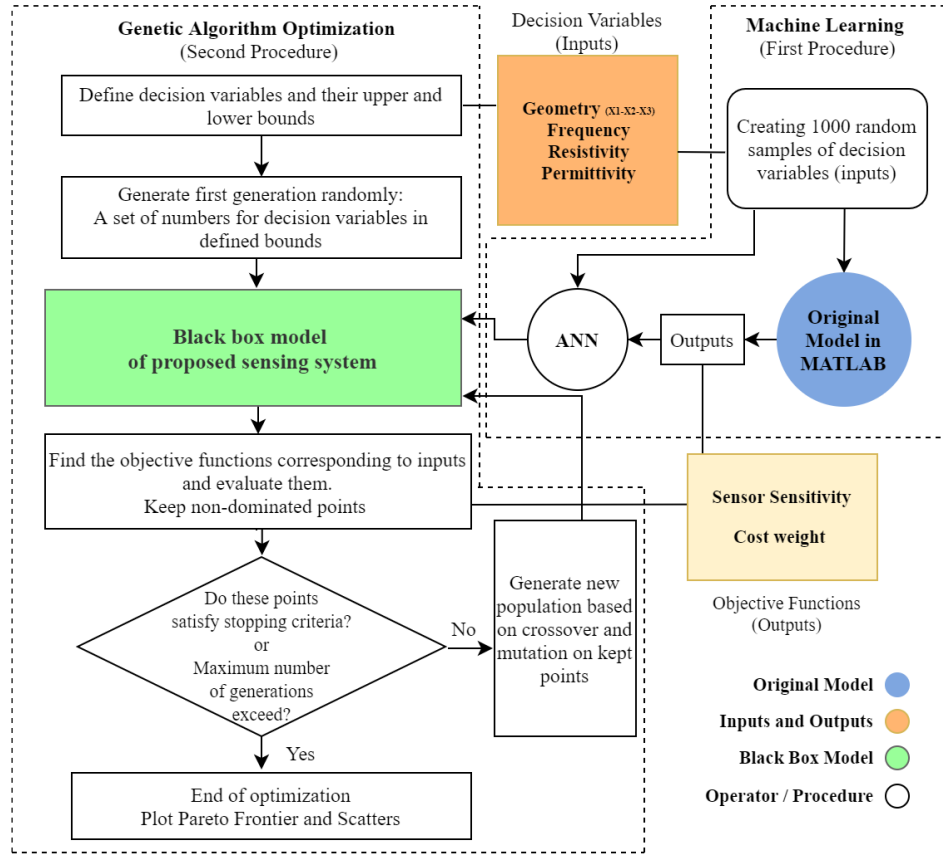 Genetic Algorithm Optimization
(Second Procedure)
Decision Variables
(Inputs)
Machine Learning
(First Procedure)
Define decision variables and their upper and
lower bounds
Geometry (X1-X2-X3)
Frequency
Resistivity
Permittivity
Creating 1000 random
samples of decision
variables (inputs)
Generate first generation randomly:
A set of numbers for decision variables in
defined bounds
Black box model
of proposed sensing system
ANN
Outputs
Original
Model in
MATLAB
Find the objective functions corresponding to inputs
and evaluate them.
Keep non-dominated points
Sensor Sensitivity
Cost weight
Objective Functions
(Outputs)
Do these points
satisfy stopping criteria?
or
Maximum number
of generations
exceed?
No
Generate new
population based
on crossover and
mutation on kept
points
Yes
End of optimization
Plot Pareto Frontier and Scatters
Original Model
Inputs and Outputs
Black Box Model
Operator / Procedure